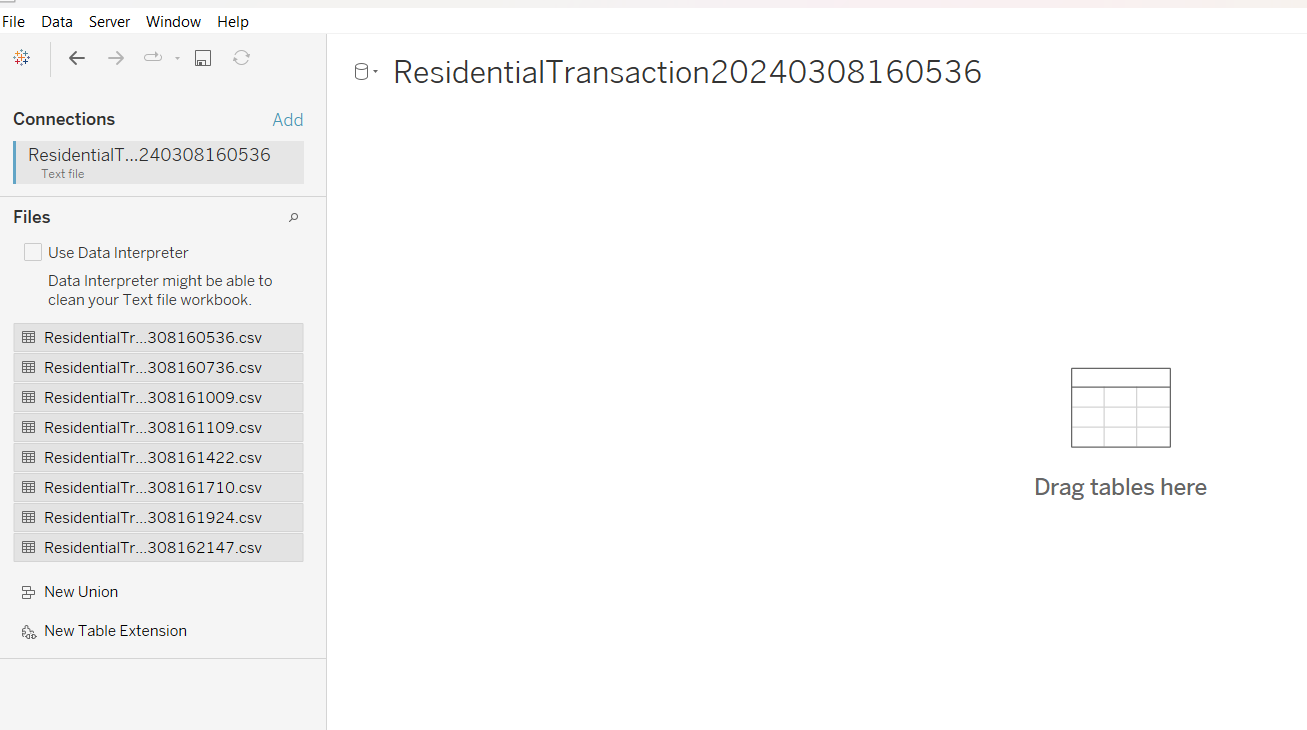 File Data Server Window Help
ResidentialTransaction20240308160536
Connections Add
ResidentialT...240308160536
Text file
Files
Use Data Interpreter
Data Interpreter might be able to
clean your Text file workbook.
ResidentialTr...308160536.csv
ResidentialTr...308160736.csv
ResidentialTr...308161009.csv
ResidentialTr...308161109.csv
ResidentialTr...308161422.csv
ResidentialTr...308161710.csv
ResidentialTr...308161924.csv
ResidentialTr...308162147.csv
New Union
New Table Extension
Drag tables here